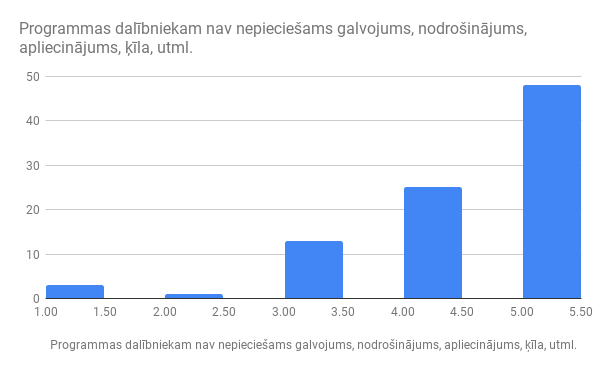 Programmas dalībniekam nav nepieciešams galvojums, nodrošinājums,
apliecinājums, ķīla, utml.
50
40
30
20
10
0
1.00 1.50 2.00 2.50 3.00 3.50 4.00 4.50 5.00 5.50
Programmas dalībniekam nav nepieciešams galvojums, nodrošinājums, apliecinājums, ķīla, utml.